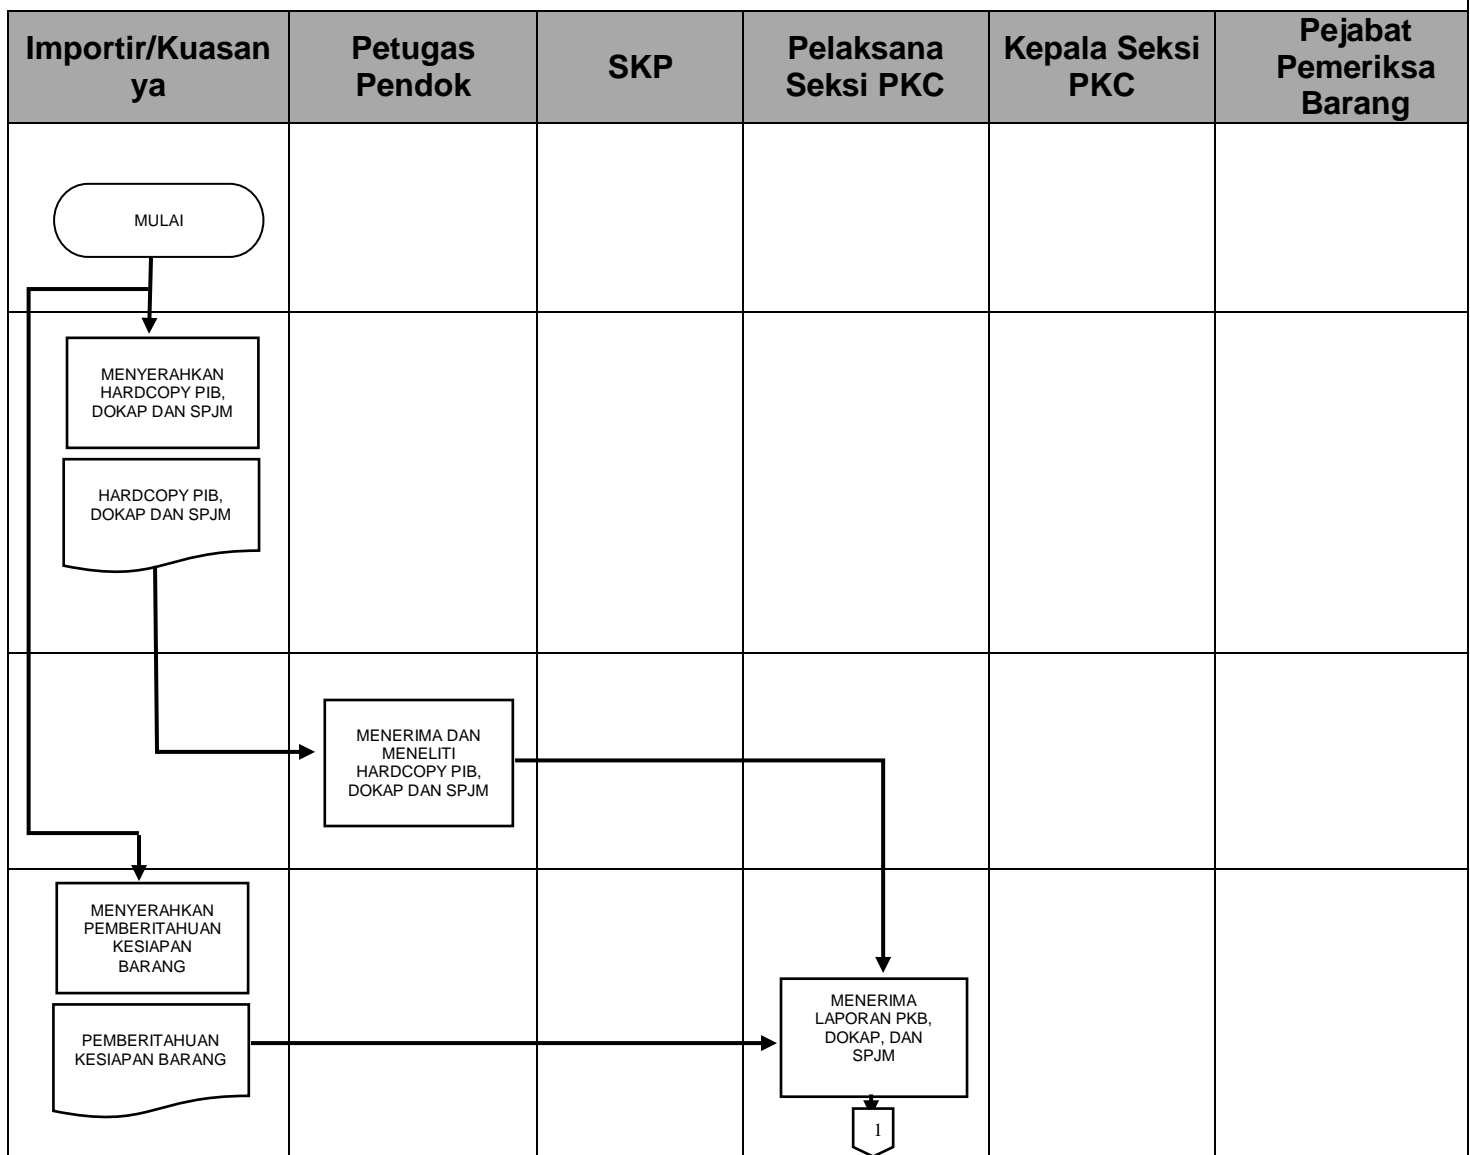 Importir/Kuasan
ya
Petugas
Pendok
SKP
Pelaksana
Seksi PKC
Kepala Seksi
PKC
Pejabat
Pemeriksa
Barang
MULAI
MENYERAHKAN
HARDCOPY PIB,
DOKAP DAN SPJM
HARDCOPY PIB,
DOKAP DAN SPJM
MENERIMA DAN
MENELITI
HARDCOPY PIB,
DOKAP DAN SPJM
MENYERAHKAN
PEMBERITAHUAN
KESIAPAN
BARANG
PEMBERITAHUAN
KESIAPAN BARANG
MENERIMA
LAPORAN PKB,
DOKAP, DAN
SPJM
1